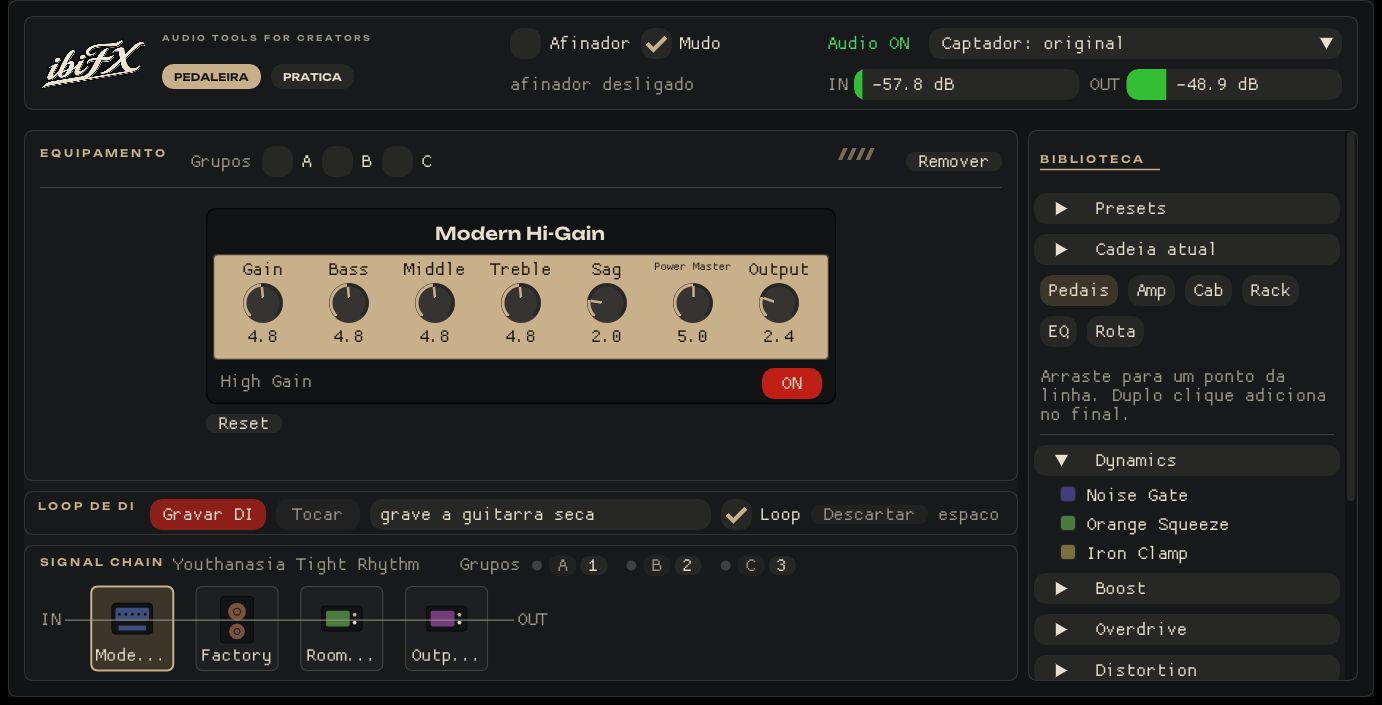 ibiFX
AUDIO TOOLS FOR CREATORS
PEDALEIRA PRATICA
Afinador Mudo
afinador desligado
Audio ON Captador: original
IN -57.8 dB OUT -48.9 dB
EQUIPAMENTO Grupos A B C Remover
Modern Hi-Gain
Gain Bass Middle Treble Sag Power Master Output
4.8 4.8 4.8 4.8 2.0 5.0 2.4
High Gain ON
Reset
LOOP DE DI Gravar DI Tocar grave a guitarra seca Loop Descartar espaco
SIGNAL CHAIN Youthanasia Tight Rhythm Grupos A 1 B 2 C 3
IN OUT
Mode... Factory Room... Outp...
BIBLIOTECA
Presets
Cadeia atual
Pedais Amp Cab Rack
EQ Rota
Arraste para um ponto da
linha. Duplo clique adiciona
no final.
Dynamics
Noise Gate
Orange Squeeze
Iron Clamp
Boost
Overdrive
Distortion